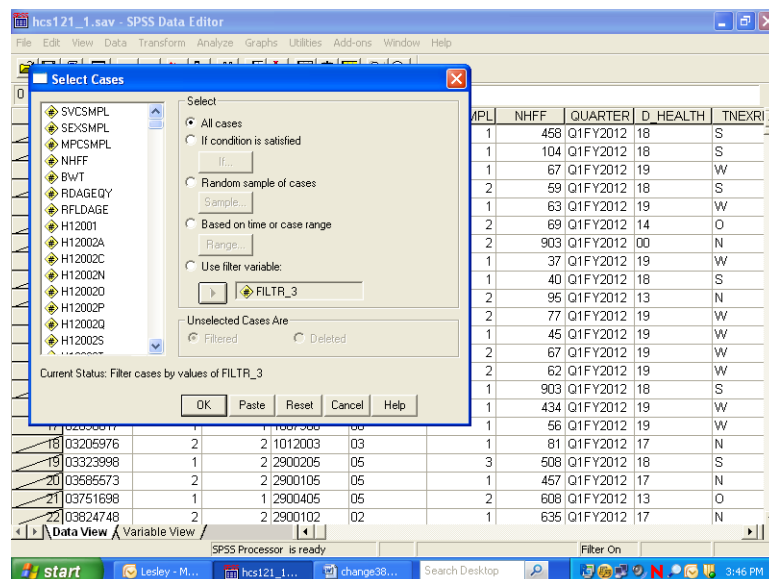 hcs121_1.sav - SPSS Data Editor
File Edit View Data Transform Analyze Graphs Utilities Add-ons Window Help
Select Cases
0
SVCSMPL
SEXSMPL
MPCSMPL
NHFF
BWT
RDAGEQY
RFLDAGE
H12001
H12002A
H12002C
H12002N
H12002O
H12002P
H12002Q
H12002S
Select
All cases
If condition is satisfied
If...
Random sample of cases
Sample...
Based on time or case range
Range...
Use filter variable:
FILTR_3
Unselected Cases Are
Filtered Deleted
Current Status: Filter cases by values of FILTR_3
OK Paste Reset Cancel Help
MPL NHFF QUARTER D_HEALTH TNEXRE
1 458 Q1FY2012 18 S
1 104 Q1FY2012 18 S
1 67 Q1FY2012 19 W
2 59 Q1FY2012 18 S
1 63 Q1FY2012 19 W
2 69 Q1FY2012 14 O
2 903 Q1FY2012 00 N
1 37 Q1FY2012 19 W
1 40 Q1FY2012 18 S
2 95 Q1FY2012 13 N
2 77 Q1FY2012 19 W
1 45 Q1FY2012 19 W
2 67 Q1FY2012 19 W
2 62 Q1FY2012 19 W
1 903 Q1FY2012 18 S
1 434 Q1FY2012 19 W
1 56 Q1FY2012 19 W
18 03205976 2 2 1012003 03 1 81 Q1FY2012 17 N
19 03323998 1 2 2900205 05 3 508 Q1FY2012 18 S
20 03585573 2 2 2900105 05 1 457 Q1FY2012 17 N
21 03751698 1 1 2900405 05 2 608 Q1FY2012 13 O
22 03824748 2 2 2900102 02 1 635 Q1FY2012 17 N
Data View Variable View
SPSS Processor is ready Filter On
start Lesley - M... hcs121_1... change38... Search Desktop 3:46 PM